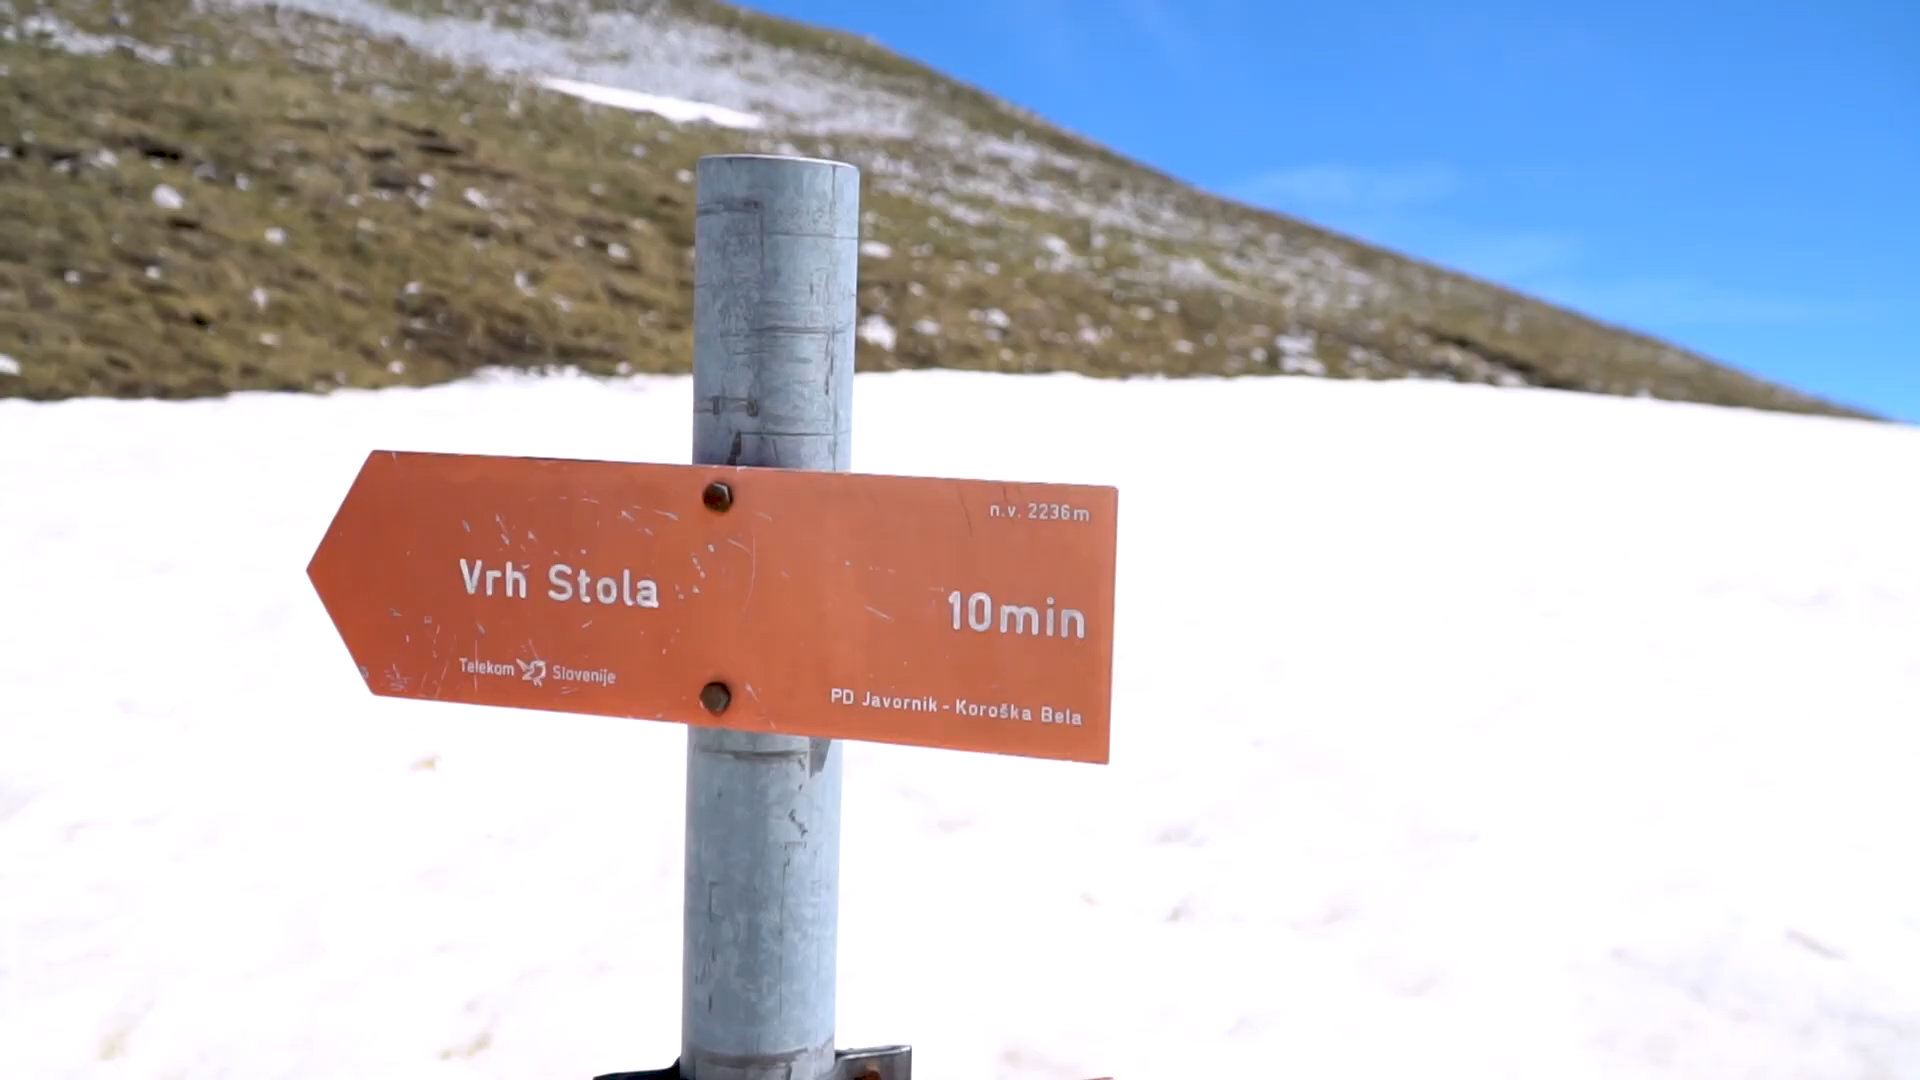 n.v. 2236m
Vrh Stola 10min
Telekom Slovenije
PD Javornik - Koroška Bela